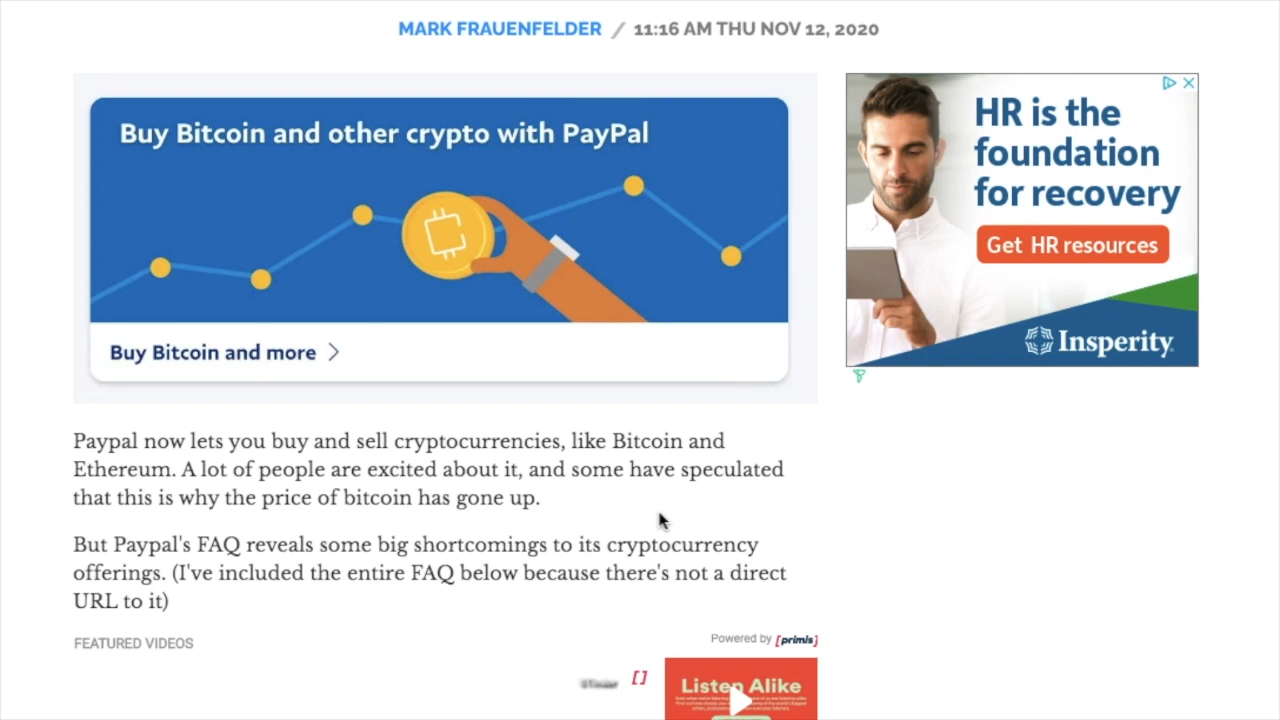 MARK FRAUENFELDER / 11:16 AM THU NOV 12, 2020
Buy Bitcoin and other crypto with PayPal
Buy Bitcoin and more
HR is the
foundation
for recovery
Get HR resources
Insperity
Paypal now lets you buy and sell cryptocurrencies, like Bitcoin and
Ethereum. A lot of people are excited about it, and some have speculated
that this is why the price of bitcoin has gone up.
But Paypal's FAQ reveals some big shortcomings to its cryptocurrency
offerings. (I've included the entire FAQ below because there's not a direct
URL to it)
FEATURED VIDEOS
Powered by [primis]
[]
Listen Alike